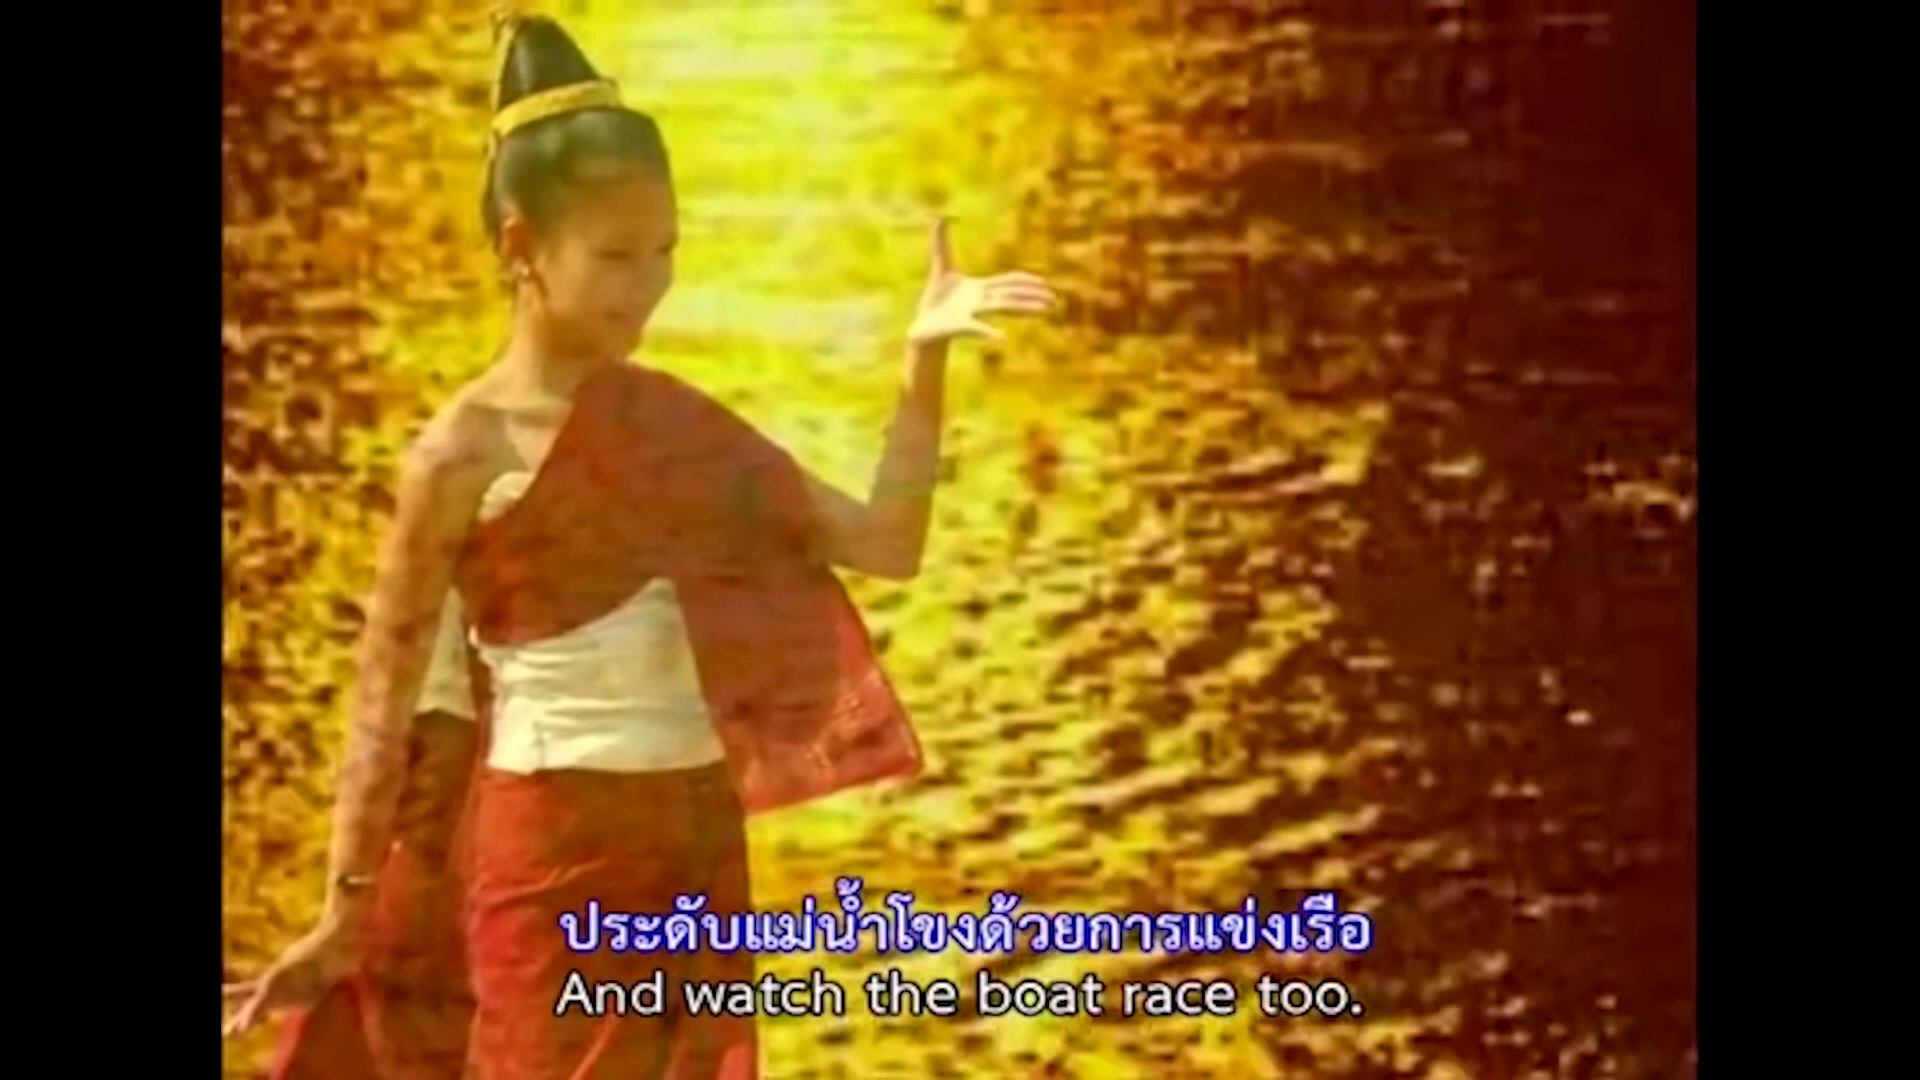 ประดับแม่น้ำโขงด้วยการแข่งเรือ
And watch the boat race too.